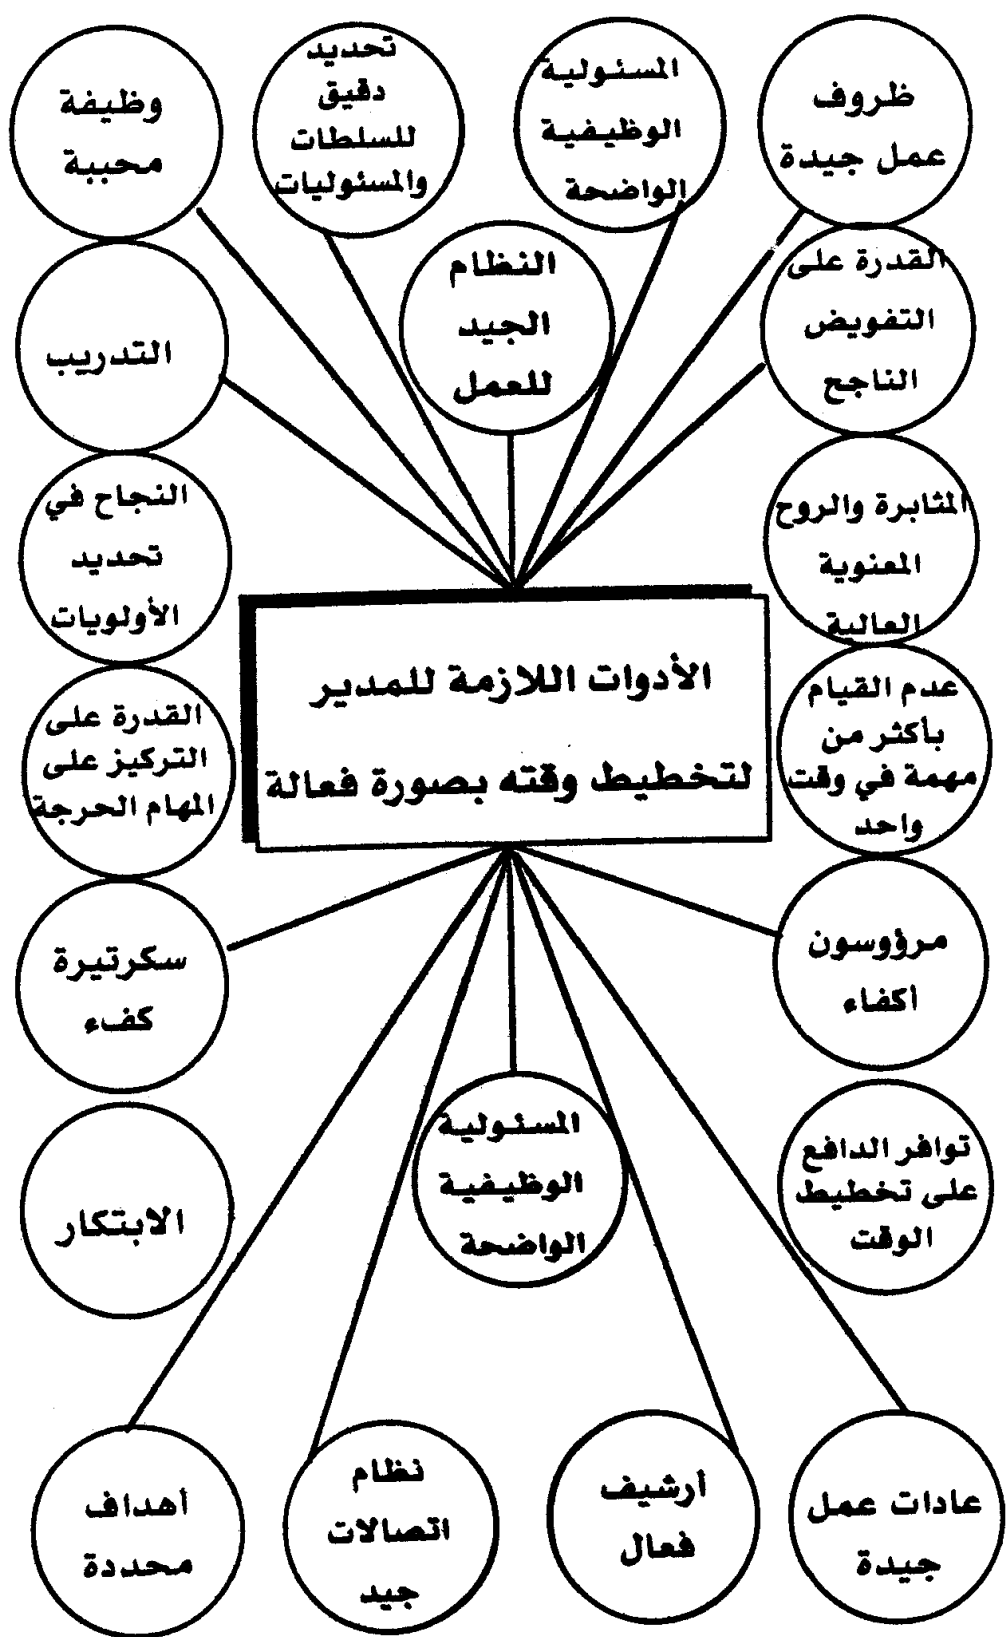 ظروف
عمل جيدة
المسئولية
الوظيفية
الواضحة
تحديد
دقيق
للسلطات
والمسئوليات
وظيفة
محببة
النظام
الجيد
للعمل
القدرة على
التفويض
الناجح
التدريب
المثابرة والروح
المعنوية
العالية
النجاح في
تحديد
الأولويات
الأدوات اللازمة للمدير
لتخطيط وقته بصورة فعالة
عدم القيام
بأكثر من
مهمة في وقت
واحد
القدرة على
التركيز على
المهام الحرجة
مرؤوسون
أكفاء
سكرتيرة
كفء
المسئولية
الوظيفية
الواضحة
توافر الدافع
على تخطيط
الوقت
الابتكار
عادات عمل
جيدة
أرشيف
فعال
نظام
اتصالات
جيد
أهداف
محددة